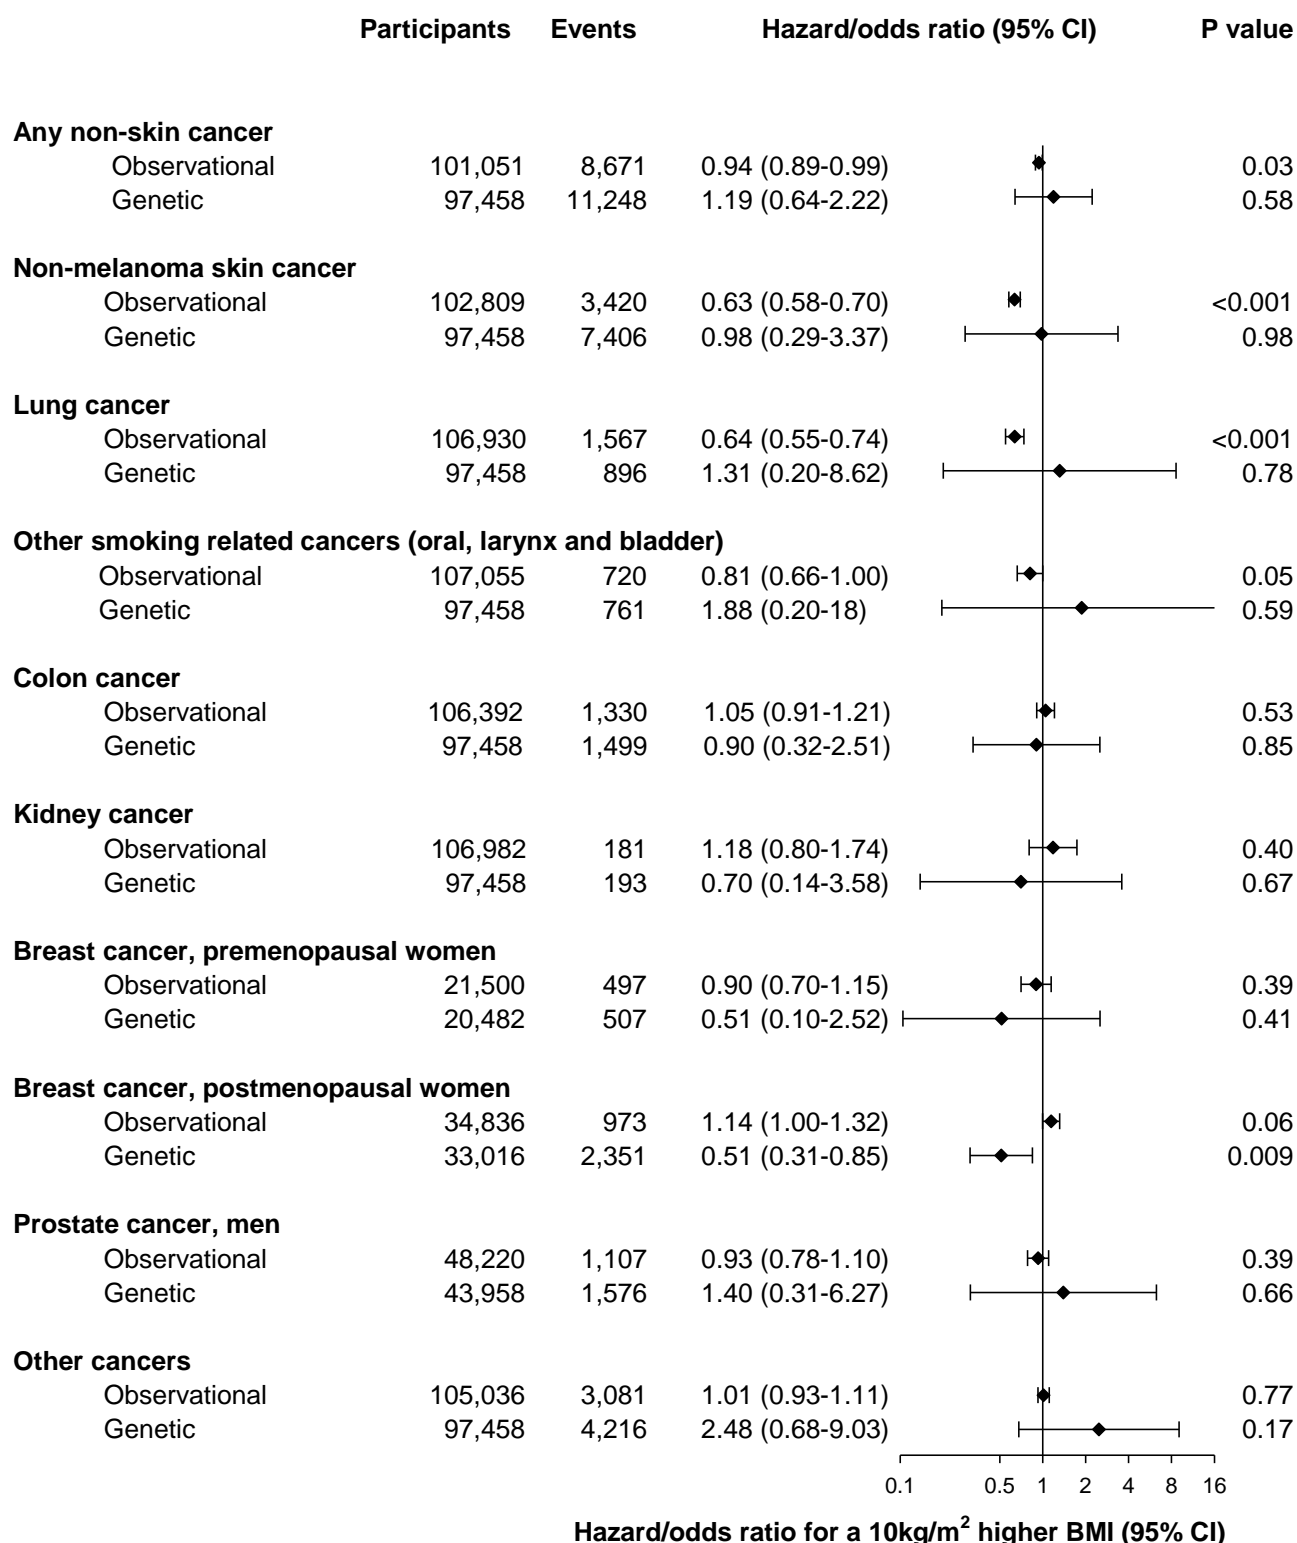 Participants Events Hazard/odds ratio (95% CI) P value
Any non-skin cancer
Observational 101,051 8,671 0.94 (0.89-0.99) 0.03
Genetic 97,458 11,248 1.19 (0.64-2.22) 0.58
Non-melanoma skin cancer
Observational 102,809 3,420 0.63 (0.58-0.70) <0.001
Genetic 97,458 7,406 0.98 (0.29-3.37) 0.98
Lung cancer
Observational 106,930 1,567 0.64 (0.55-0.74) <0.001
Genetic 97,458 896 1.31 (0.20-8.62) 0.78
Other smoking related cancers (oral, larynx and bladder)
Observational 107,055 720 0.81 (0.66-1.00) 0.05
Genetic 97,458 761 1.88 (0.20-18) 0.59
Colon cancer
Observational 106,392 1,330 1.05 (0.91-1.21) 0.53
Genetic 97,458 1,499 0.90 (0.32-2.51) 0.85
Kidney cancer
Observational 106,982 181 1.18 (0.80-1.74) 0.40
Genetic 97,458 193 0.70 (0.14-3.58) 0.67
Breast cancer, premenopausal women
Observational 21,500 497 0.90 (0.70-1.15) 0.39
Genetic 20,482 507 0.51 (0.10-2.52) 0.41
Breast cancer, postmenopausal women
Observational 34,836 973 1.14 (1.00-1.32) 0.06
Genetic 33,016 2,351 0.51 (0.31-0.85) 0.009
Prostate cancer, men
Observational 48,220 1,107 0.93 (0.78-1.10) 0.39
Genetic 43,958 1,576 1.40 (0.31-6.27) 0.66
Other cancers
Observational 105,036 3,081 1.01 (0.93-1.11) 0.77
Genetic 97,458 4,216 2.48 (0.68-9.03) 0.17
0.1 0.5 1 2 4 8 16
Hazard/odds ratio for a 10kg/m² higher BMI (95% CI)